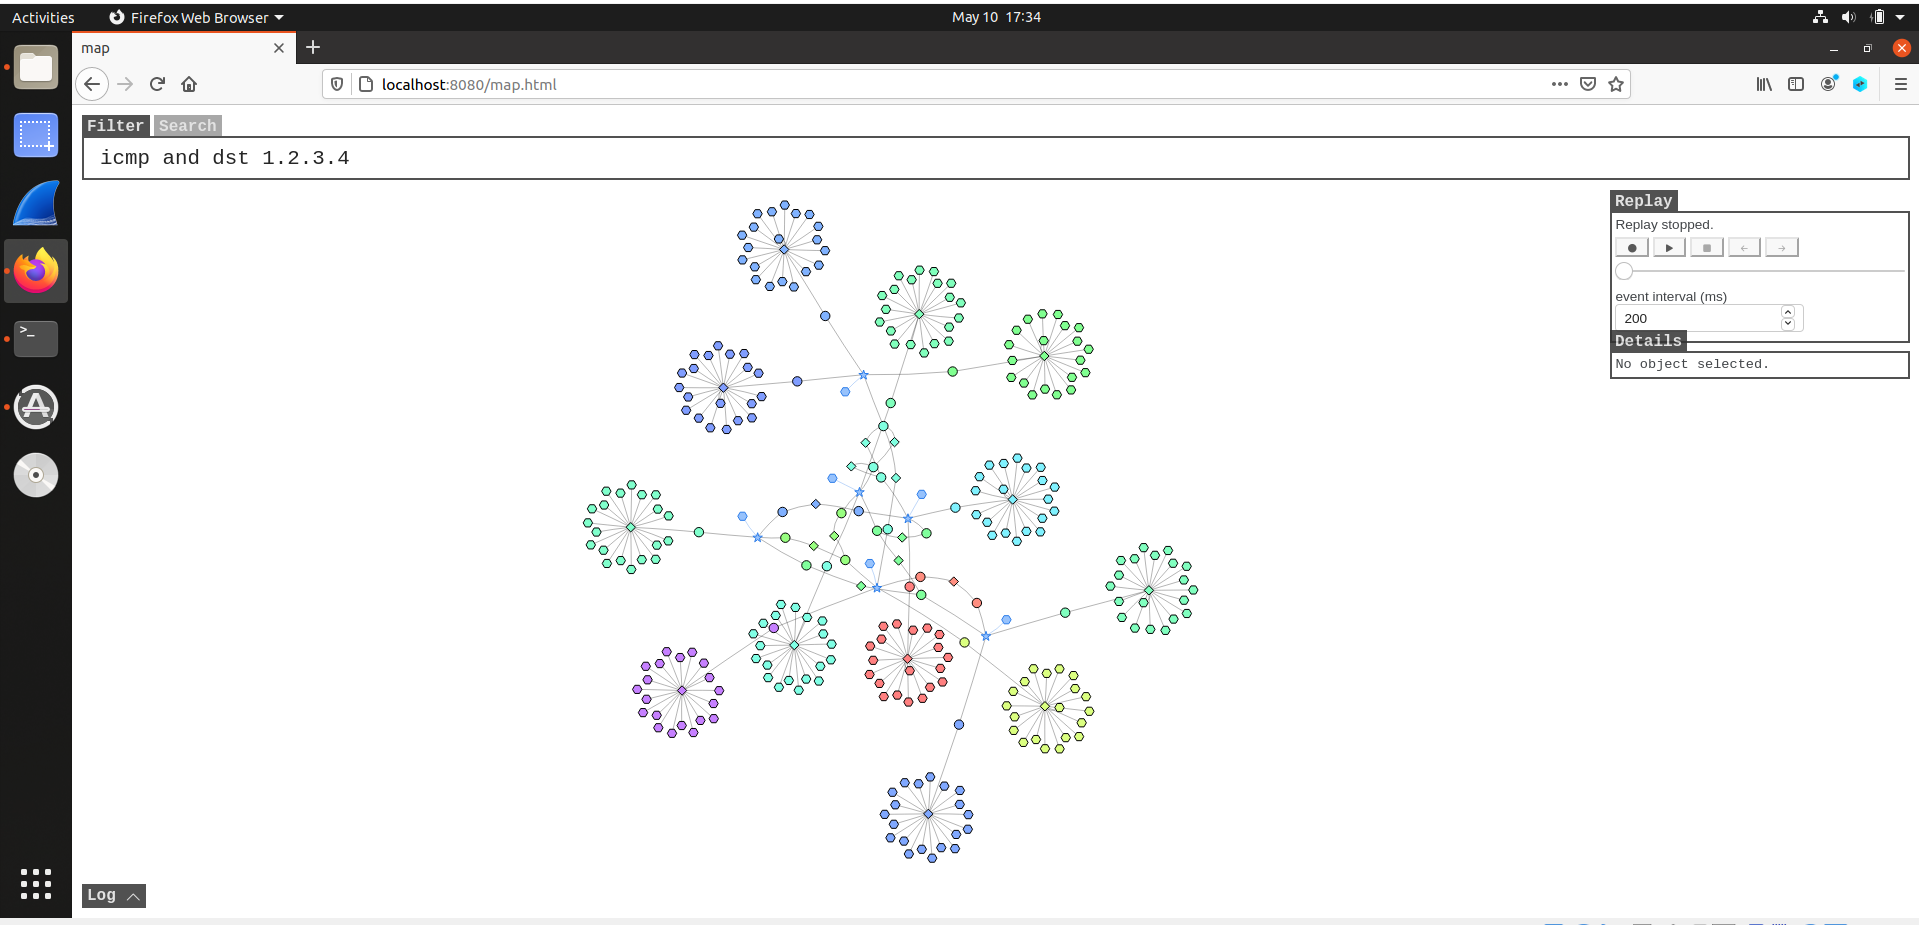 Activities
Firefox Web Browser
May 10 17:34
map
localhost:8080/map.html
Filter
Search
icmp and dst 1.2.3.4
Replay
Replay stopped.
event interval (ms)
200
Details
No object selected.
Log